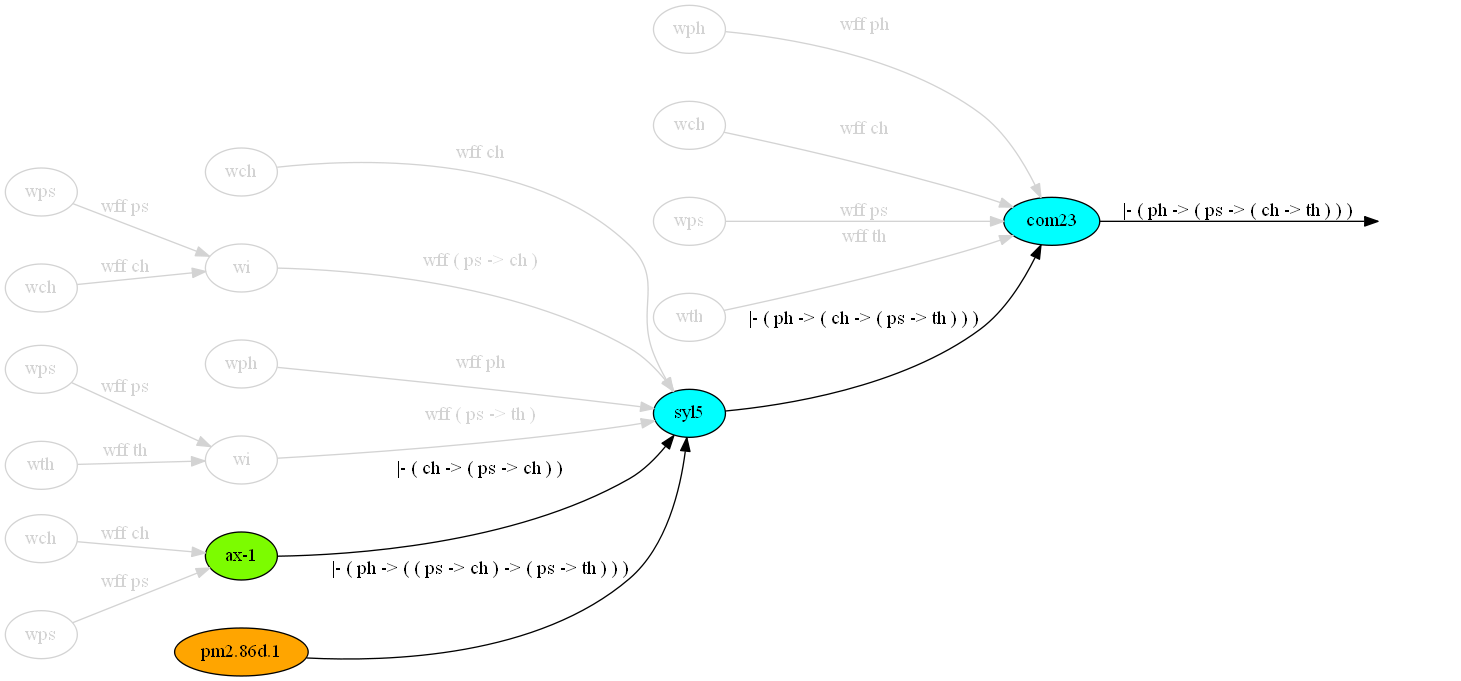 wph
wff ph
wch
wff ch
wch
wff ch
wps
wff ps
wps
wff ps
com23
|- ( ph -> ( ps -> ( ch -> th ) ) )
wff th
wi
wff ( ps -> ch )
wch
wff ch
wth
|- ( ph -> ( ch -> ( ps -> th ) ) )
wph
wff ph
wps
wff ps
syl5
wff ( ps -> th )
wth
wff th
wi
|- ( ch -> ( ps -> ch ) )
wch
wff ch
ax-1
|- ( ph -> ( ( ps -> ch ) -> ( ps -> th ) ) )
wff ps
wps
pm2.86d.1